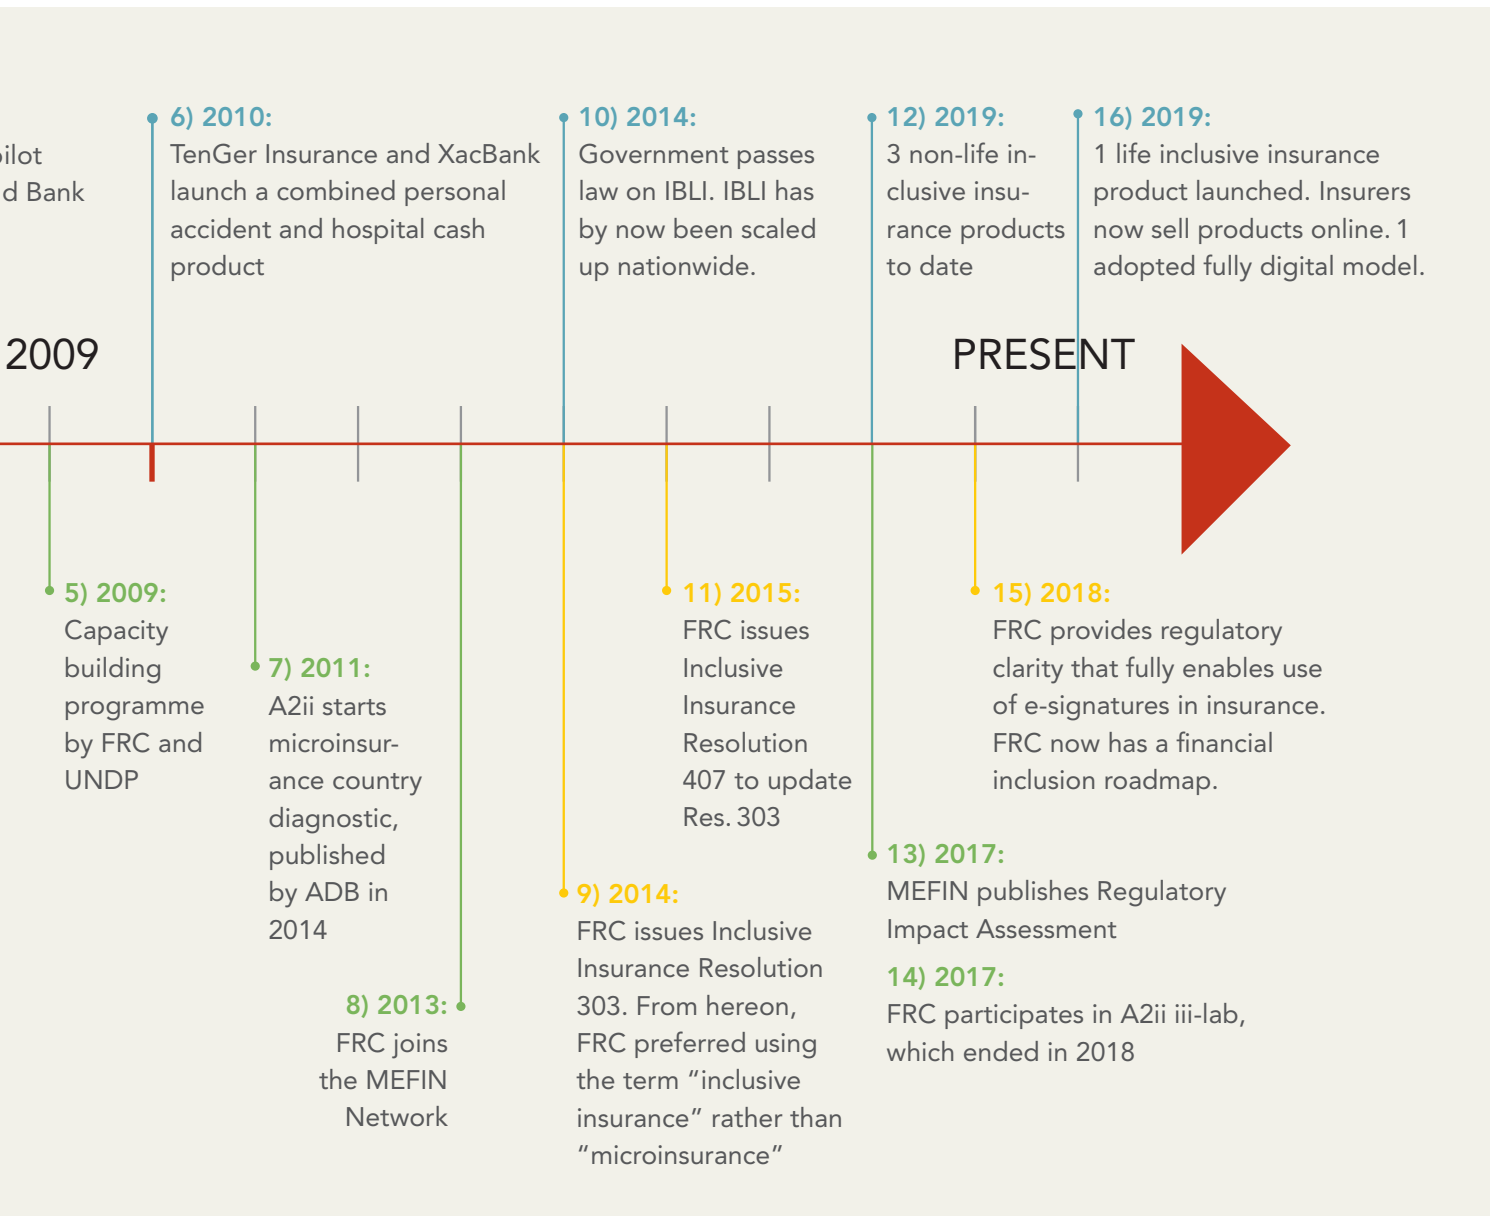 d Bank
6) 2010:
TenGer Insurance and XacBank
launch a combined personal
accident and hospital cash
product
10) 2014:
Government passes
law on IBLI. IBLI has
by now been scaled
up nationwide.
12) 2019:
3 non-life in-
clusive insu-
rance products
to date
16) 2019:
1 life inclusive insurance
product launched. Insurers
now sell products online. 1
adopted fully digital model.
2009
PRESENT
5) 2009:
Capacity
building
programme
by FRC and
UNDP
7) 2011:
A2ii starts
microinsur-
ance country
diagnostic,
published
by ADB in
2014
8) 2013:
FRC joins
the MEFIN
Network
9) 2014:
FRC issues Inclusive
Insurance Resolution
303. From hereon,
FRC preferred using
the term “inclusive
insurance” rather than
“microinsurance”
11) 2015:
FRC issues
Inclusive
Insurance
Resolution
407 to update
Res. 303
13) 2017:
MEFIN publishes Regulatory
Impact Assessment
14) 2017:
FRC participates in A2ii iii-lab,
which ended in 2018
15) 2018:
FRC provides regulatory
clarity that fully enables use
of e-signatures in insurance.
FRC now has a financial
inclusion roadmap.